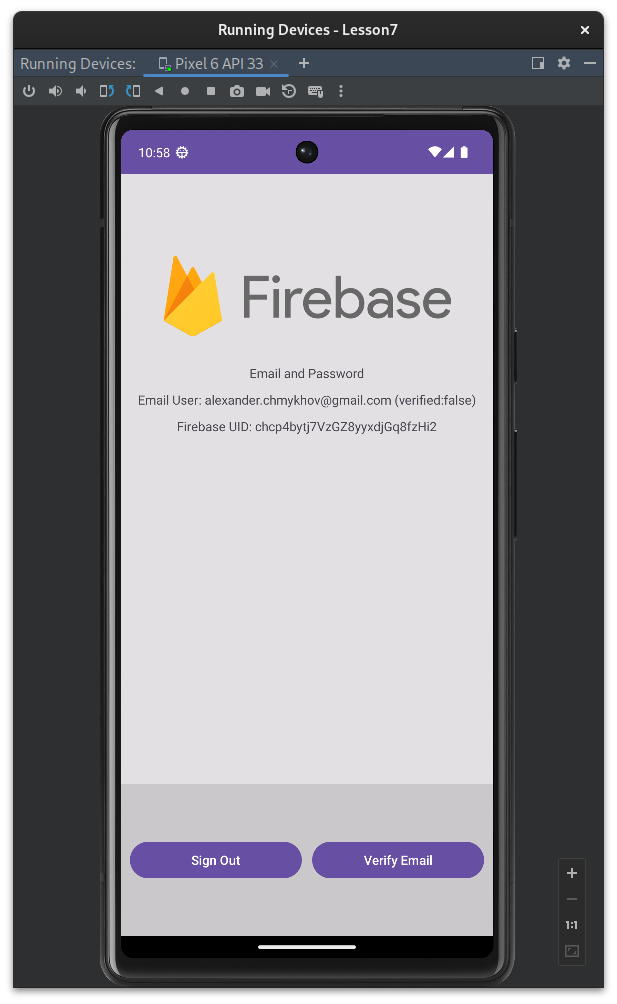 Running Devices - Lesson7
Running Devices: Pixel 6 API 33
10:58
Firebase
Email and Password
Email User: alexander.chmykhov@gmail.com (verified:false)
Firebase UID: chcp4bytj7VzGZ8yyxdjGq8fzHi2
Sign Out Verify Email
1:1